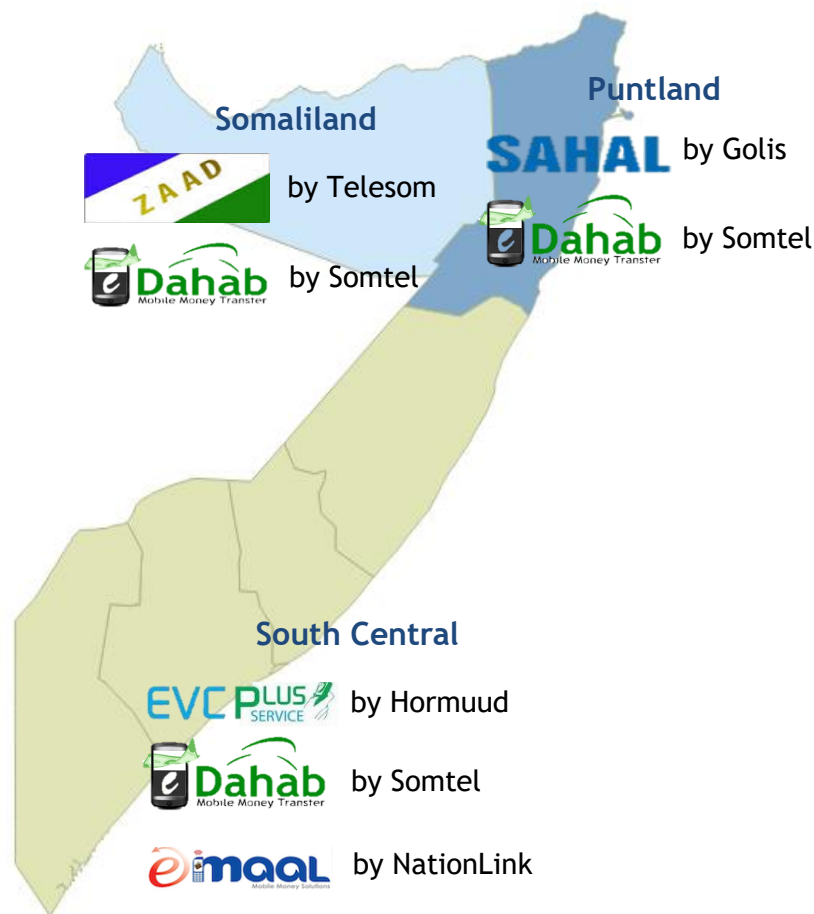 Somaliland
ZAAD by Telesom
e Dahab by Somtel
Mobile Money Transter
Puntland
SAHAL by Golis
e Dahab by Somtel
Mobile Money Transter
South Central
EVC PLUS by Hormuud
SERVICE
e Dahab by Somtel
Mobile Money Transter
eimaal by NationLink
Mobile Money Solutions